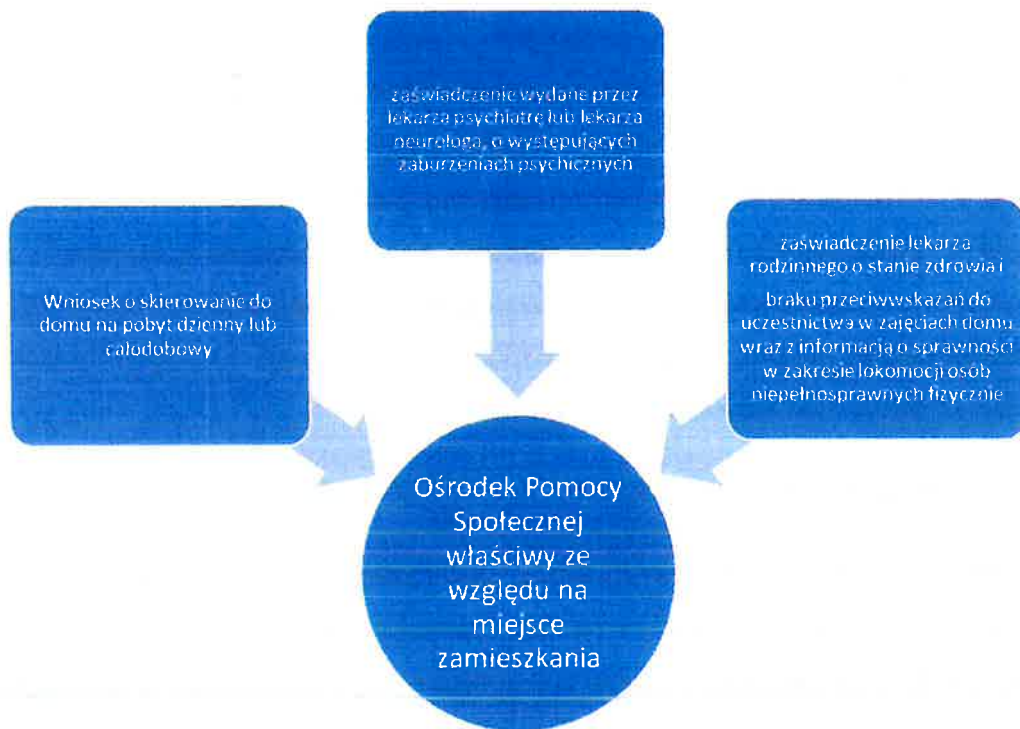 Wniosek o skierowanie do
domu na pobyt dzienny lub
całodobowy
zaświadczenie wydane przez
lekarza psychiatrę lub lekarza
neurologa, o występujących
zaburzeniach psychicznych
zaświadczenie lekarza
rodzinnego o stanie zdrowia i
braku przeciwwskazań do
uczestnictwa w zajęciach domu
wraz z informacją o sprawności
w zakresie lokomocji osób
niepełnosprawnych fizycznie
Ośrodek Pomocy
Społecznej
właściwy ze
względu na
miejsce
zamieszkania